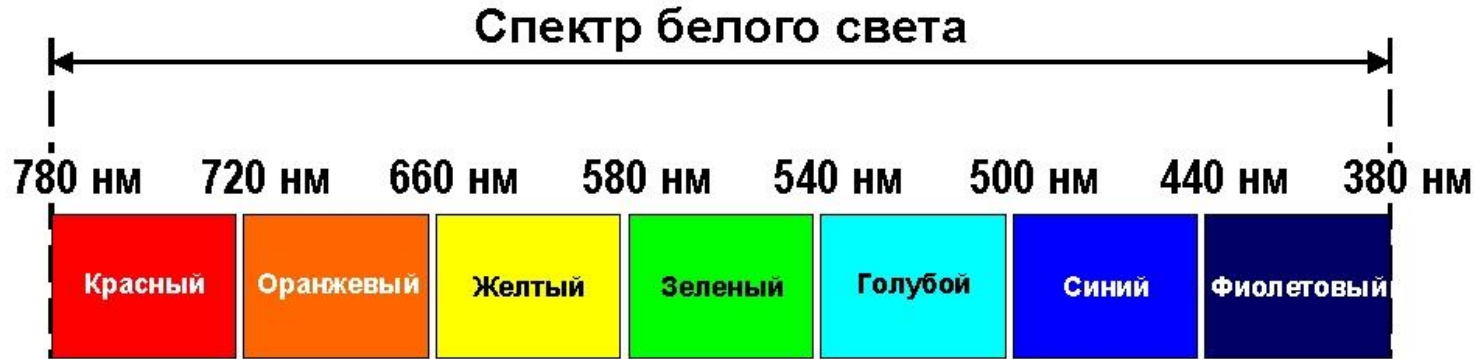 Спектр белого света
780 нм 720 нм 660 нм 580 нм 540 нм 500 нм 440 нм 380 нм
Красный Оранжевый Желтый Зеленый Голубой Синий Фиолетовый